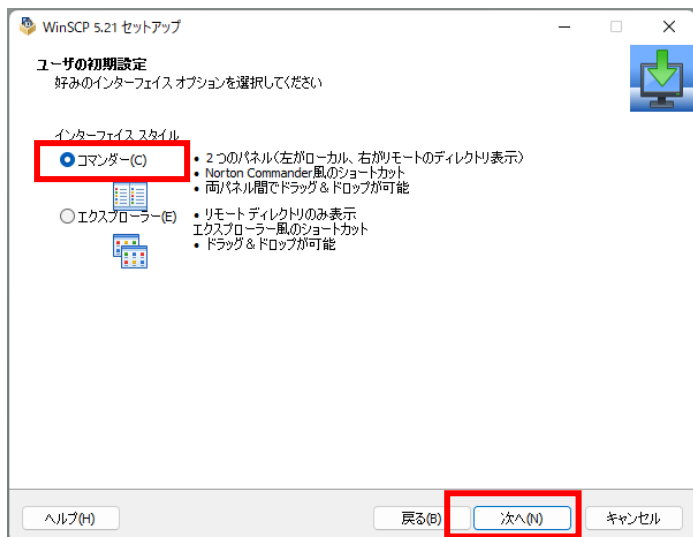 WinSCP 5.21 セットアップ
ユーザの初期設定
好みのインターフェイス オプションを選択してください
インターフェイス スタイル
コマンダー(C)
• 2つのパネル(左がローカル、右がリモートのディレクトリ表示)
• Norton Commander風のショートカット
• 両パネル間でドラッグ＆ドロップが可能
エクスプローラー(E)
• リモート ディレクトリのみ表示
エクスプローラー風のショートカット
• ドラッグ＆ドロップが可能
ヘルプ(H)
戻る(B)
次へ(N)
キャンセル